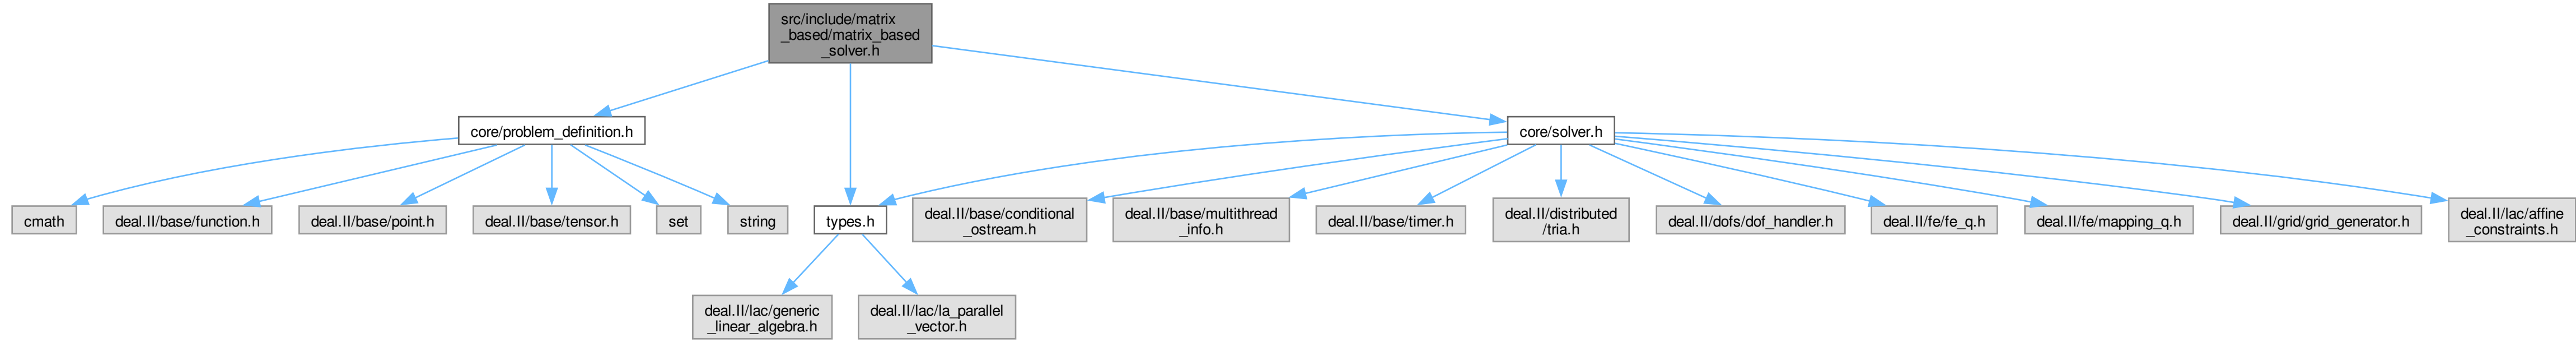 src/include/matrix
_based/matrix_based
_solver.h
core/problem_definition.h
core/solver.h
cmath
deal.II/base/function.h
deal.II/base/point.h
deal.II/base/tensor.h
set
string
types.h
deal.II/base/conditional
_ostream.h
deal.II/base/multithread
_info.h
deal.II/base/timer.h
deal.II/distributed
/tria.h
deal.II/dofs/dof_handler.h
deal.II/fe/fe_q.h
deal.II/fe/mapping_q.h
deal.II/grid/grid_generator.h
deal.II/lac/affine
_constraints.h
deal.II/lac/generic
_linear_algebra.h
deal.II/lac/la_parallel
_vector.h